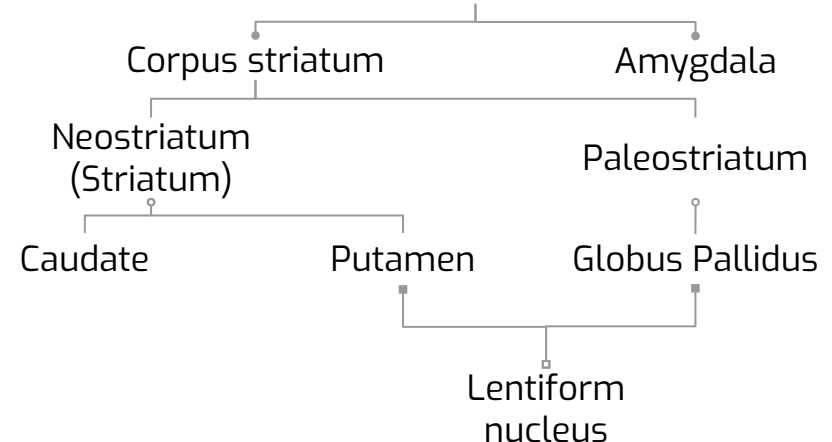 Corpus striatum
Amygdala
Neostriatum
(Striatum)
Paleostriatum
Caudate
Putamen
Globus Pallidus
Lentiform
nucleus